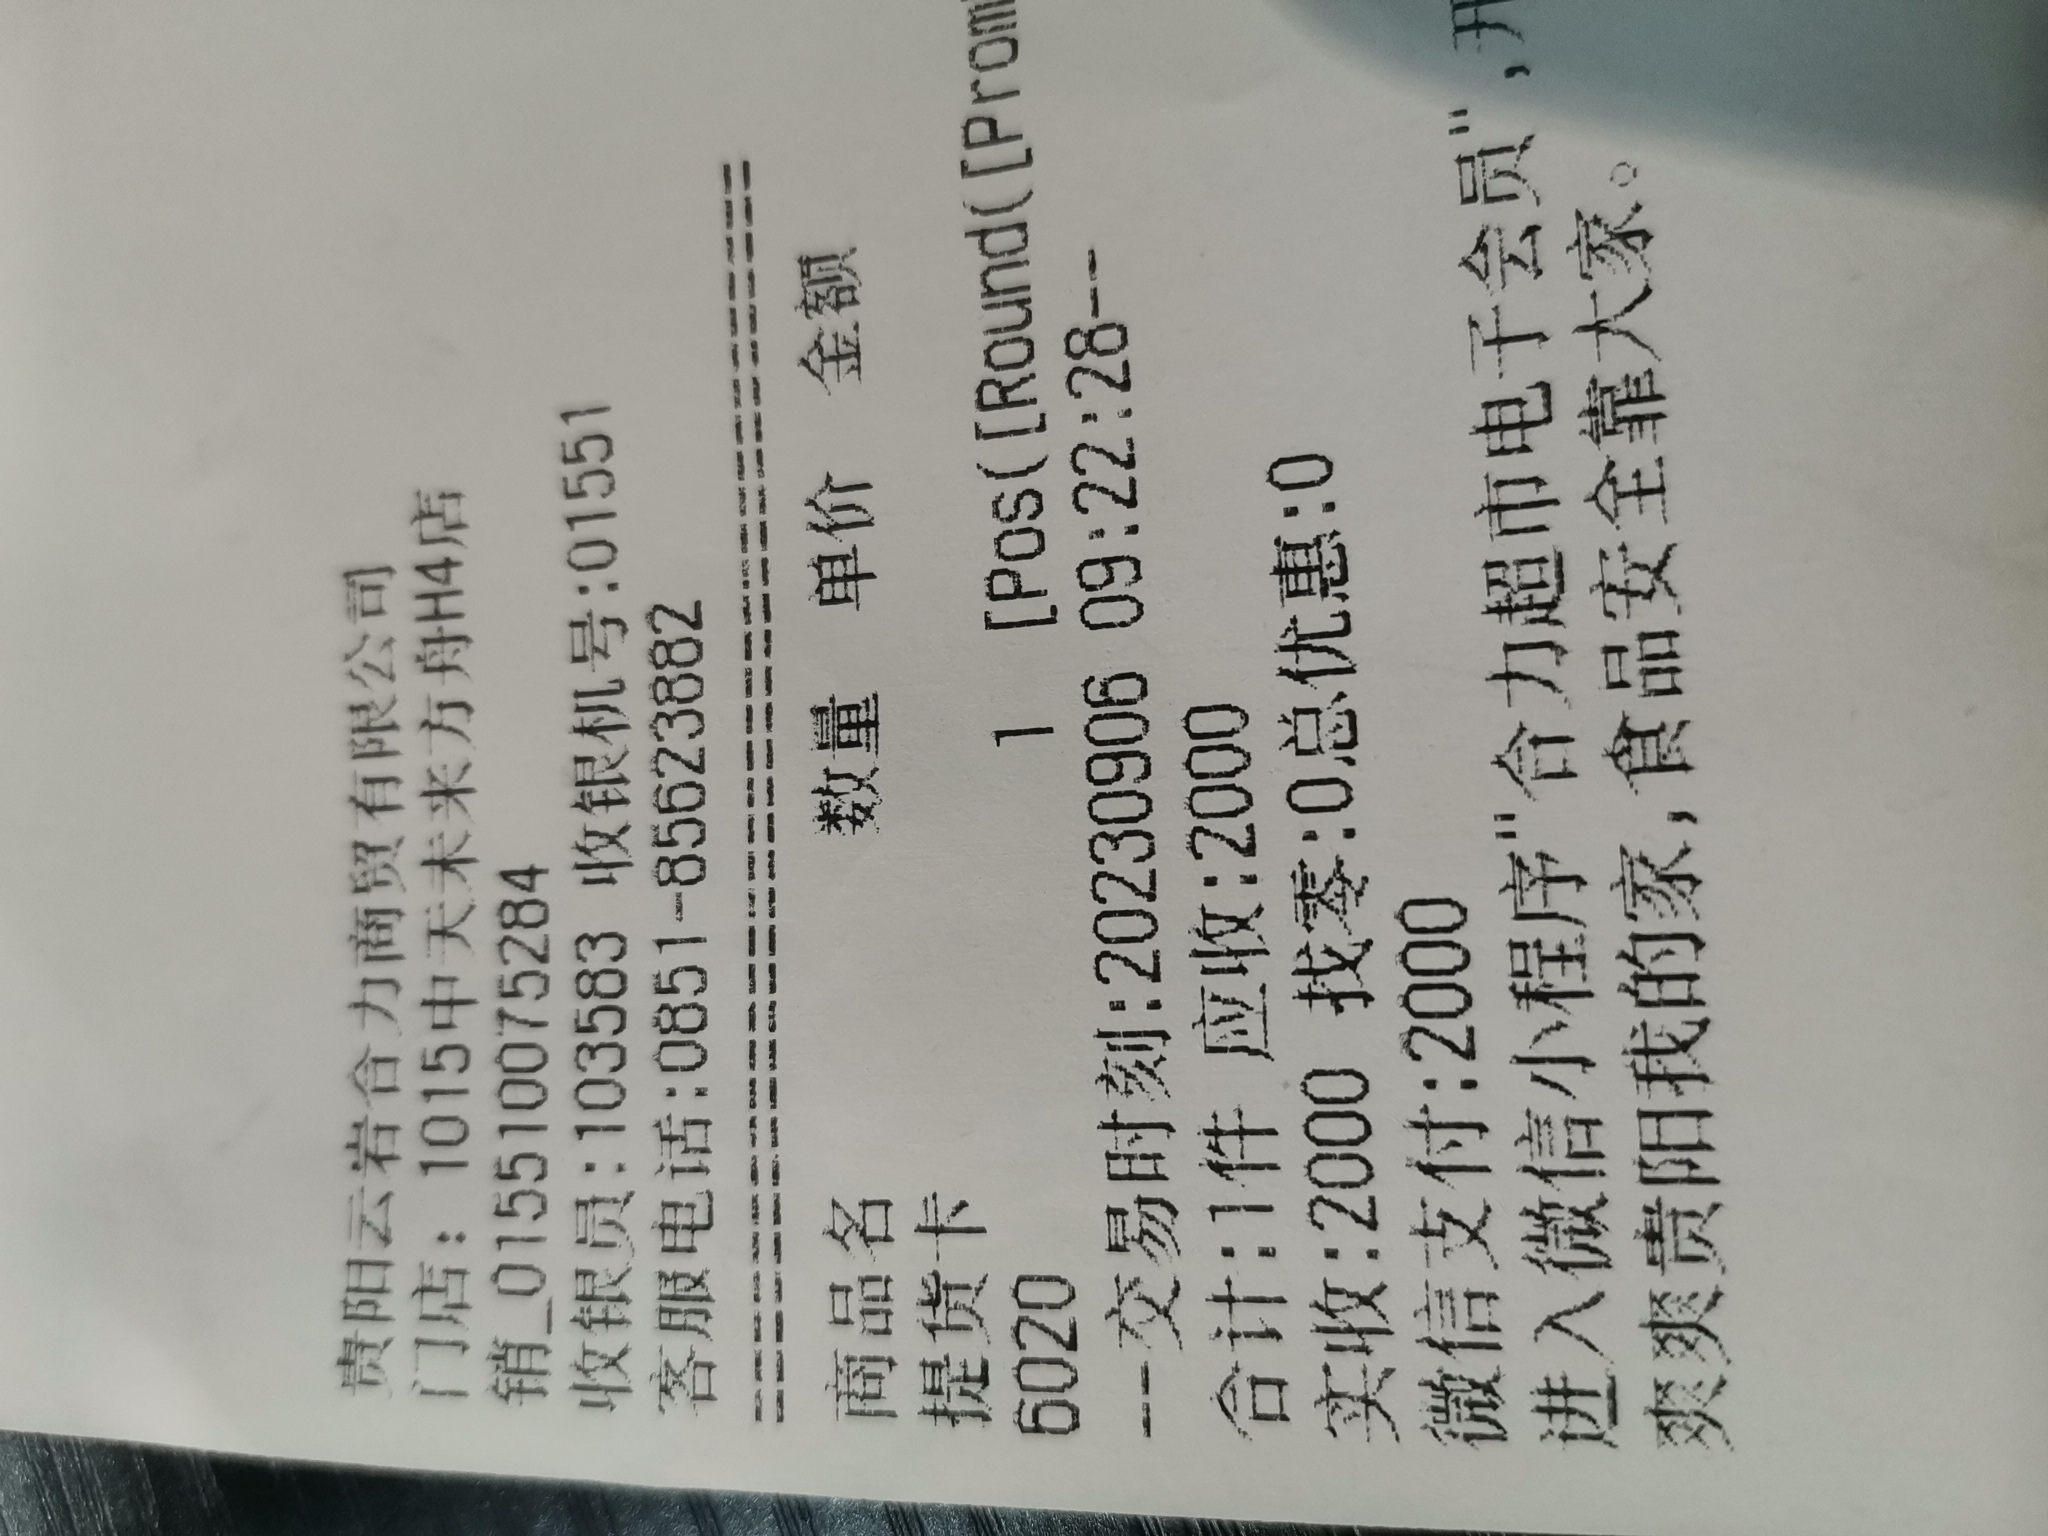 贵阳云岩合力商贸有限公司
门店: 1015中天未来方舟H4店
销_015510075284
收银员:103583 收银机号:01551
客服电话:0851-85623882
商品名 数量 单价 金额
提货卡
6020 1 [Pos([Round([Prom
--交易时刻:20230906 09:22:28--
合计:1件 应收:2000
实收:2000 找零:0总优惠:0
微信支付:2000
进入微信小程序"合力超市电子会员",开
爽爽贵阳我的家,食品安全靠大家。